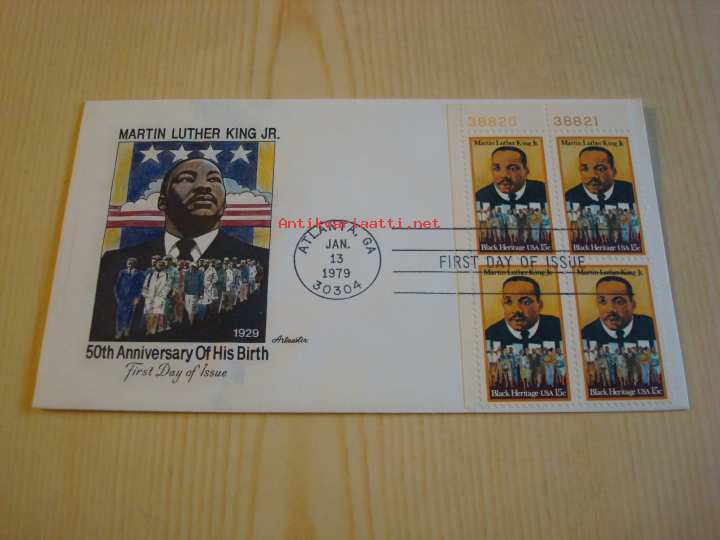 MARTIN LUTHER KING JR.
1929
50th Anniversary Of His Birth
First Day of Issue
Artmaster
Antikvariaatti.net
ATLANTA, GA
JAN.
13
1979
30304
FIRST DAY OF ISSUE
38820 38821
Martin Luther King Jr.
Black Heritage USA 15c
Martin Luther King Jr.
Black Heritage USA 15c
Martin Luther King Jr.
Black Heritage USA 15c
Martin Luther King Jr.
Black Heritage USA 15c